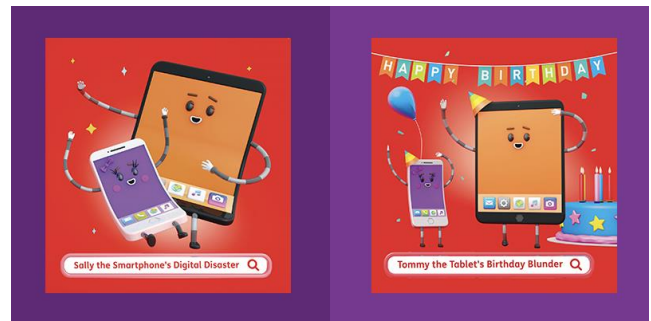 Sally the Smartphone's Digital Disaster
HAPPY BIRTHDAY
Tommy the Tablet's Birthday Blunder